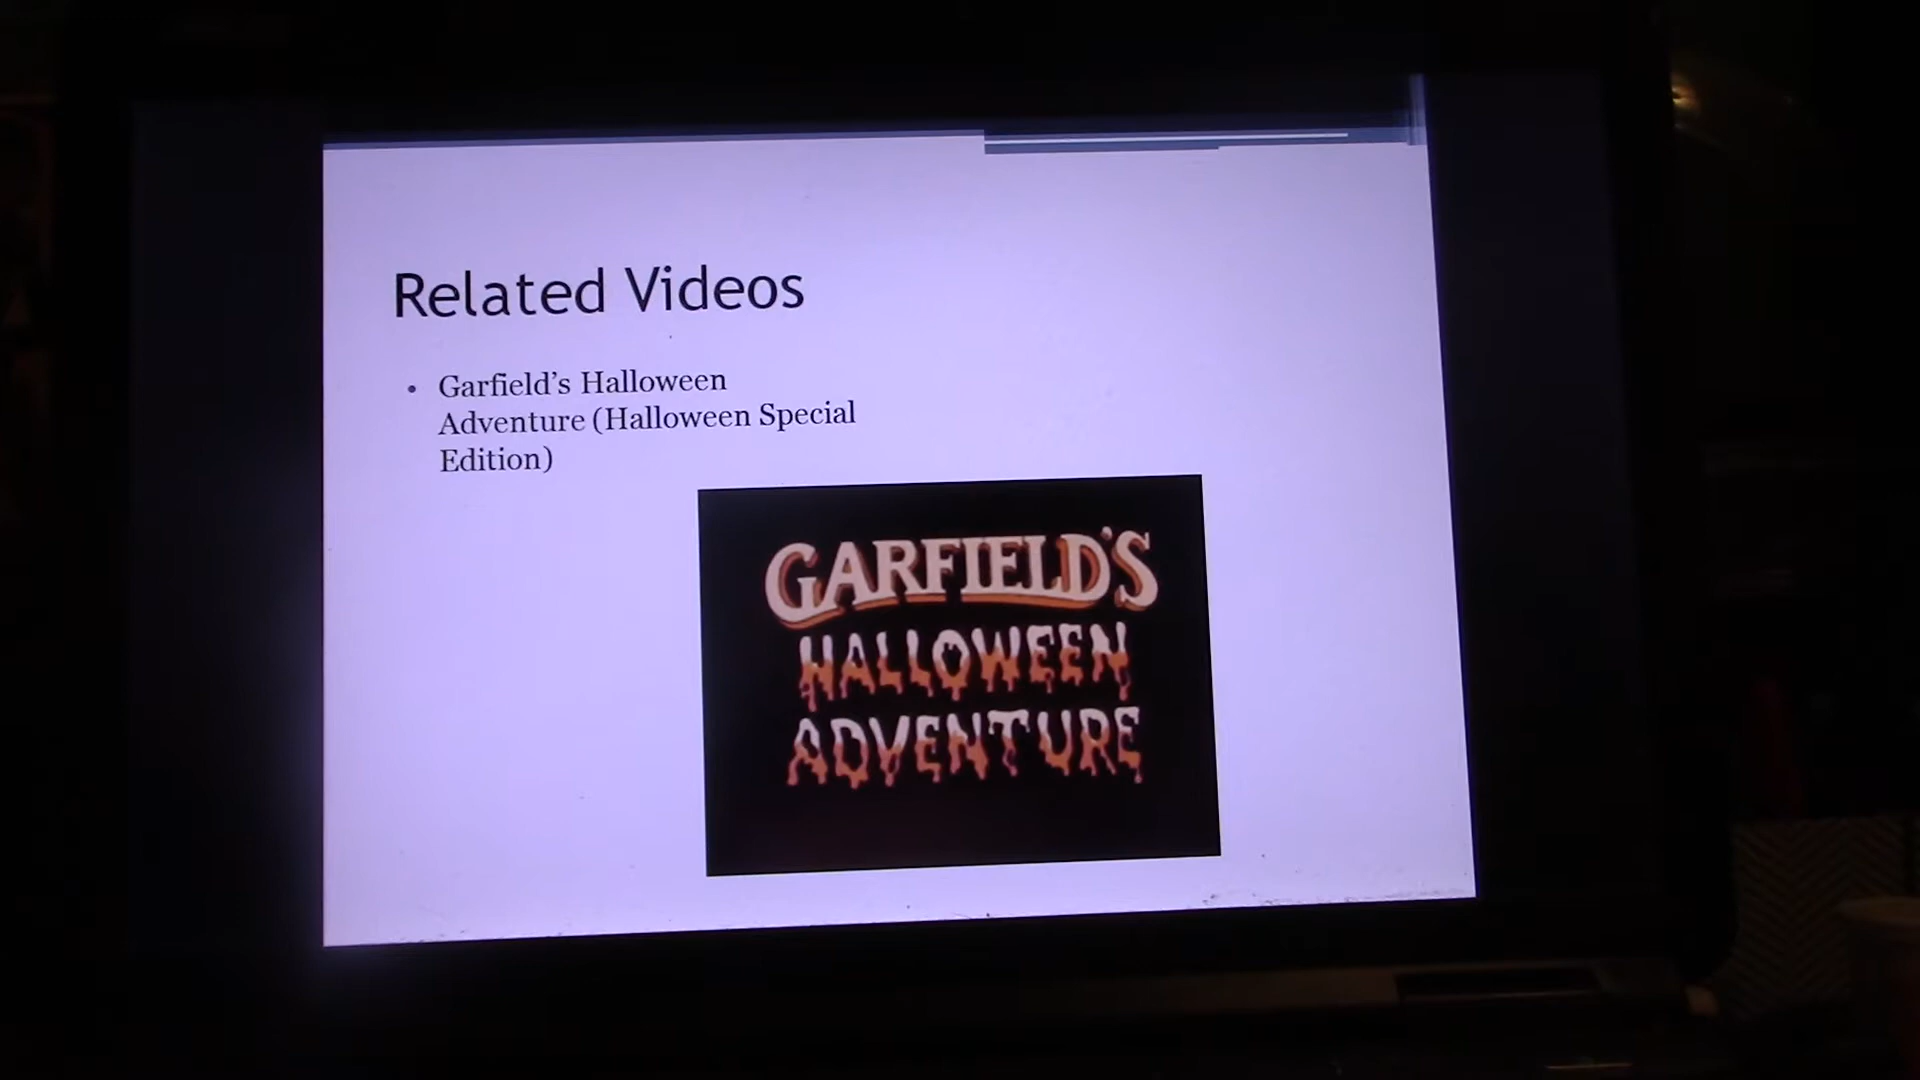 Related Videos
• Garfield's Halloween
Adventure (Halloween Special
Edition)
GARFIELD'S
HALLOWEEN
ADVENTURE